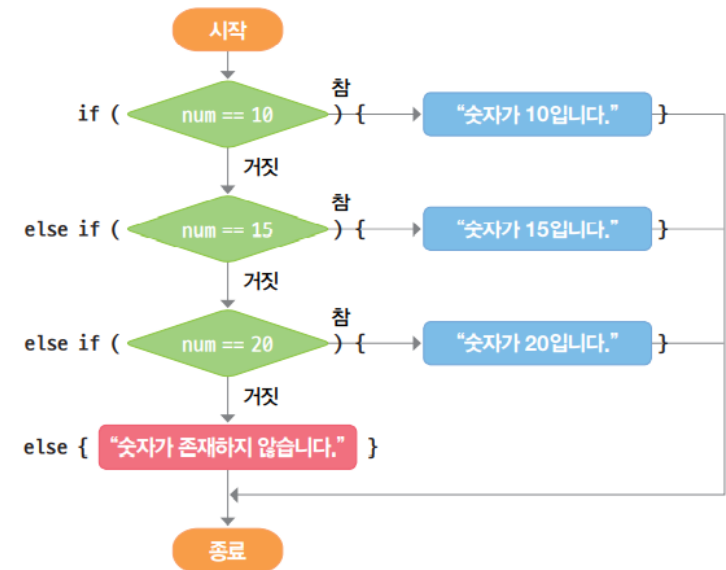 시작
참
if ( num == 10 ) { “숫자가 10입니다.” }
거짓
참
else if ( num == 15 ) { “숫자가 15입니다.” }
거짓
참
else if ( num == 20 ) { “숫자가 20입니다.” }
거짓
else { “숫자가 존재하지 않습니다.” }
종료